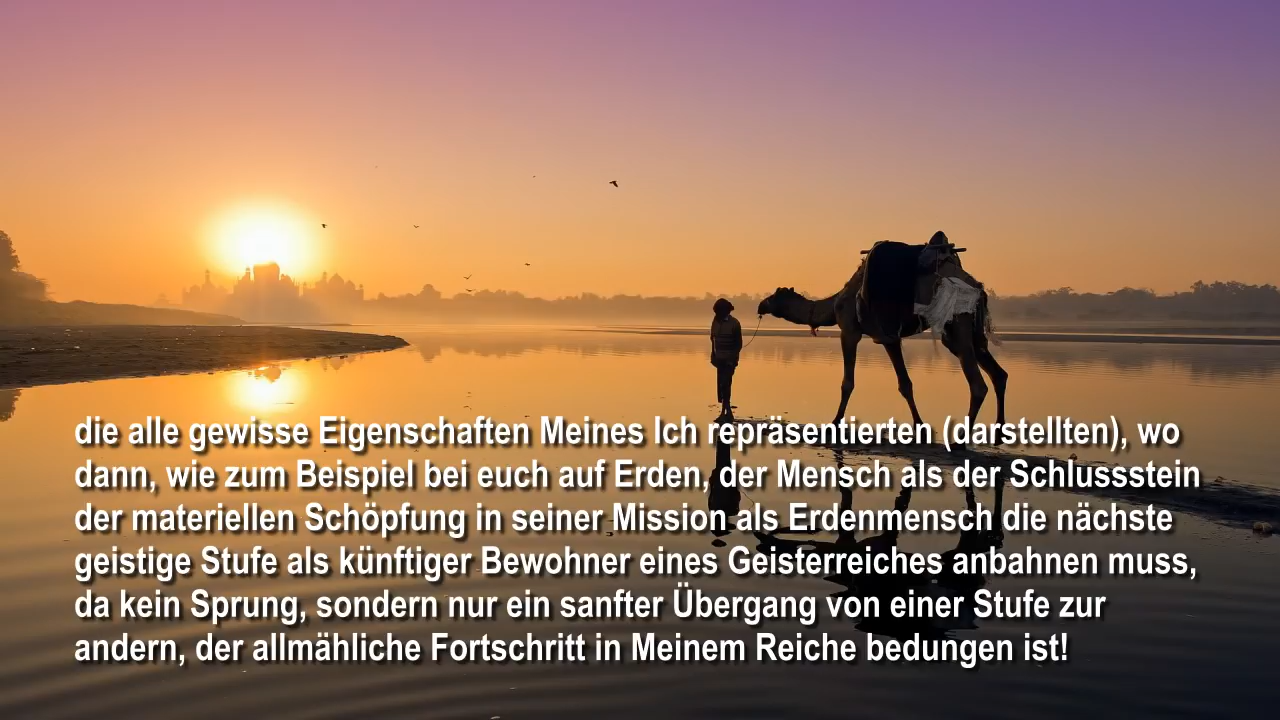 die alle gewisse Eigenschaften Meines Ich repräsentierten (darstellten), wo
dann, wie zum Beispiel bei euch auf Erden, der Mensch als der Schlussstein
der materiellen Schöpfung in seiner Mission als Erdenmensch die nächste
geistige Stufe als künftiger Bewohner eines Geisterreiches anbahnen muss,
da kein Sprung, sondern nur ein sanfter Übergang von einer Stufe zur
andern, der allmähliche Fortschritt in Meinem Reiche bedungen ist!